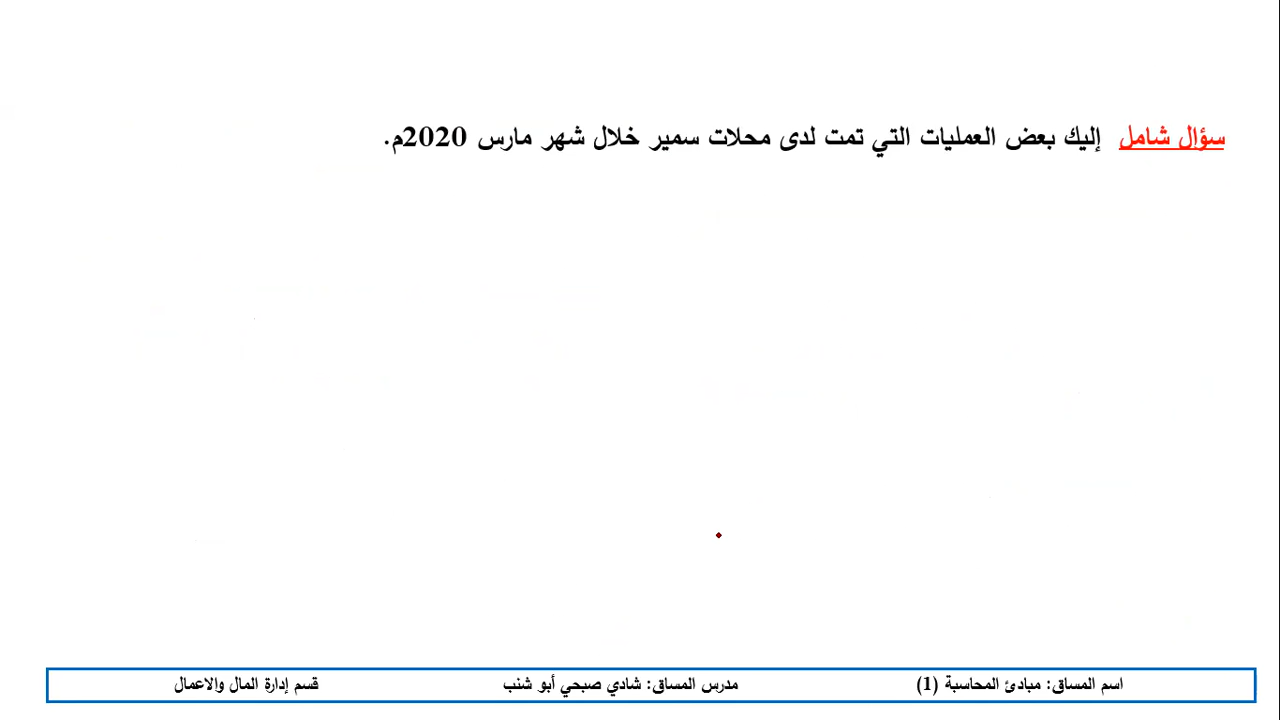 سؤال شامل إليك بعض العمليات التي تمت لدى محلات سمير خلال شهر مارس 2020م.
اسم المساق: مبادئ المحاسبة (1) مدرس المساق: شادي صبحي أبو شنب قسم إدارة المال والاعمال